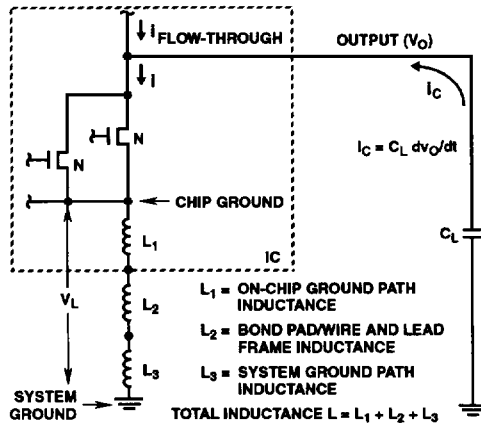 i FLOW-THROUGH
OUTPUT (VO)
i
iC
N
N
IC = CL dvO/dt
CHIP GROUND
L1
IC
CL
VL
L2
L3
L1 = ON-CHIP GROUND PATH
INDUCTANCE
L2 = BOND PAD/WIRE AND LEAD
FRAME INDUCTANCE
L3 = SYSTEM GROUND PATH
INDUCTANCE
SYSTEM
GROUND
TOTAL INDUCTANCE L = L1 + L2 + L3